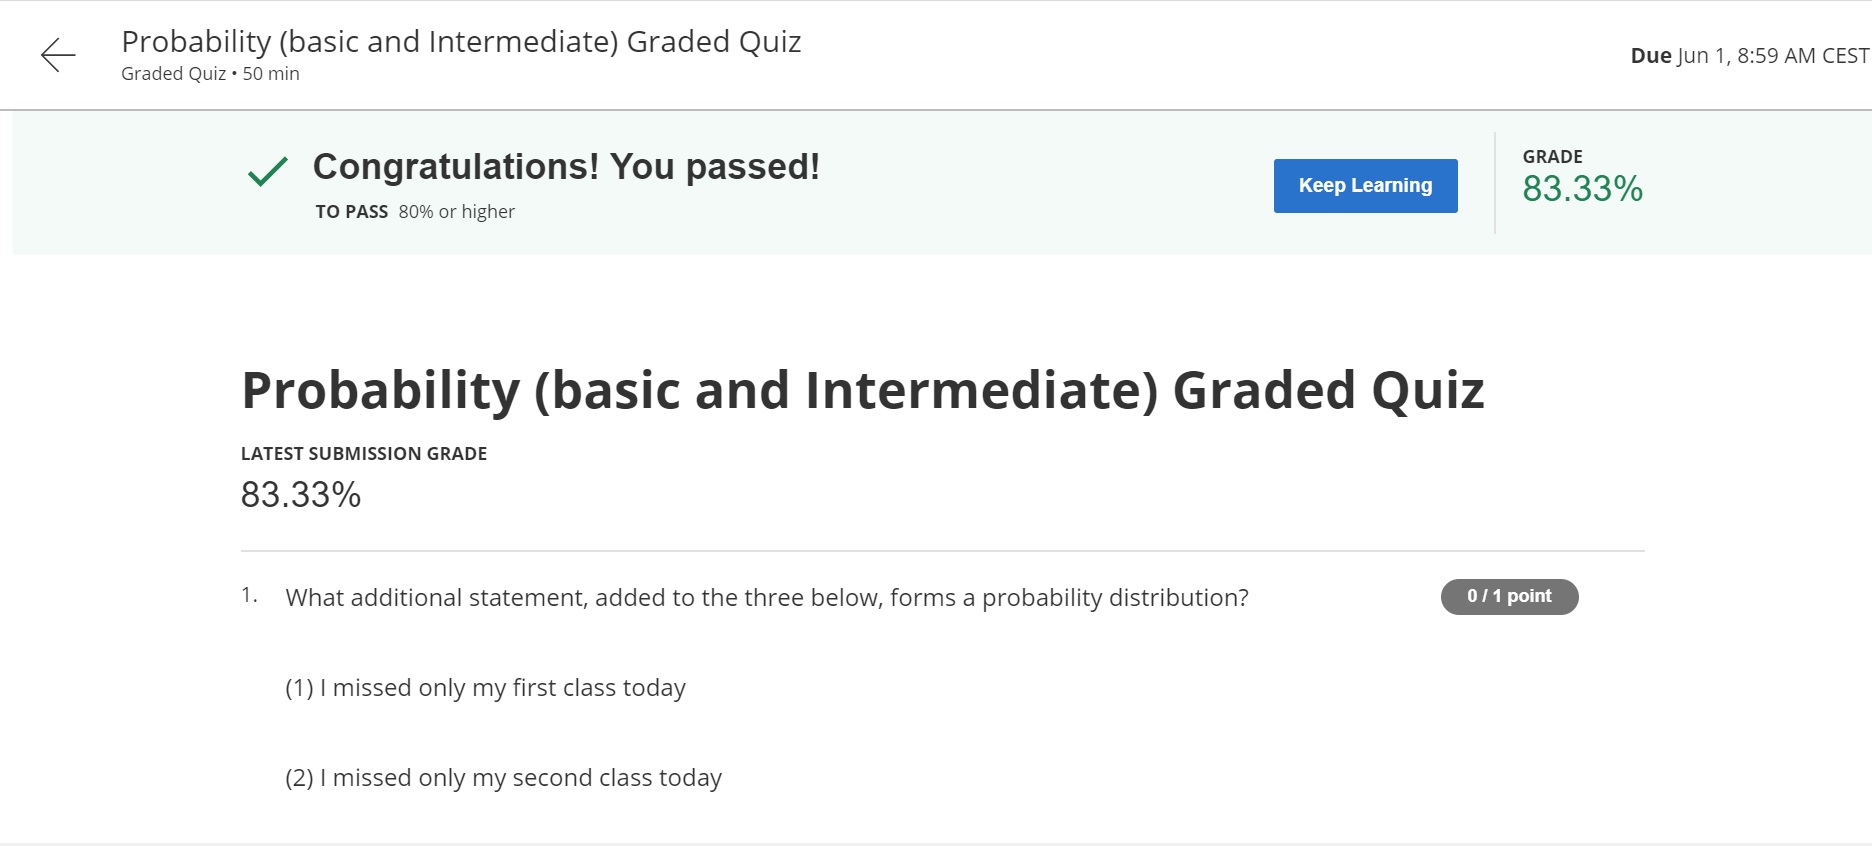 Probability (basic and Intermediate) Graded Quiz
Graded Quiz • 50 min
Due Jun 1, 8:59 AM CEST
Congratulations! You passed!
TO PASS 80% or higher
Keep Learning
GRADE
83.33%
Probability (basic and Intermediate) Graded Quiz
LATEST SUBMISSION GRADE
83.33%
1. What additional statement, added to the three below, forms a probability distribution?
0 / 1 point
(1) I missed only my first class today
(2) I missed only my second class today